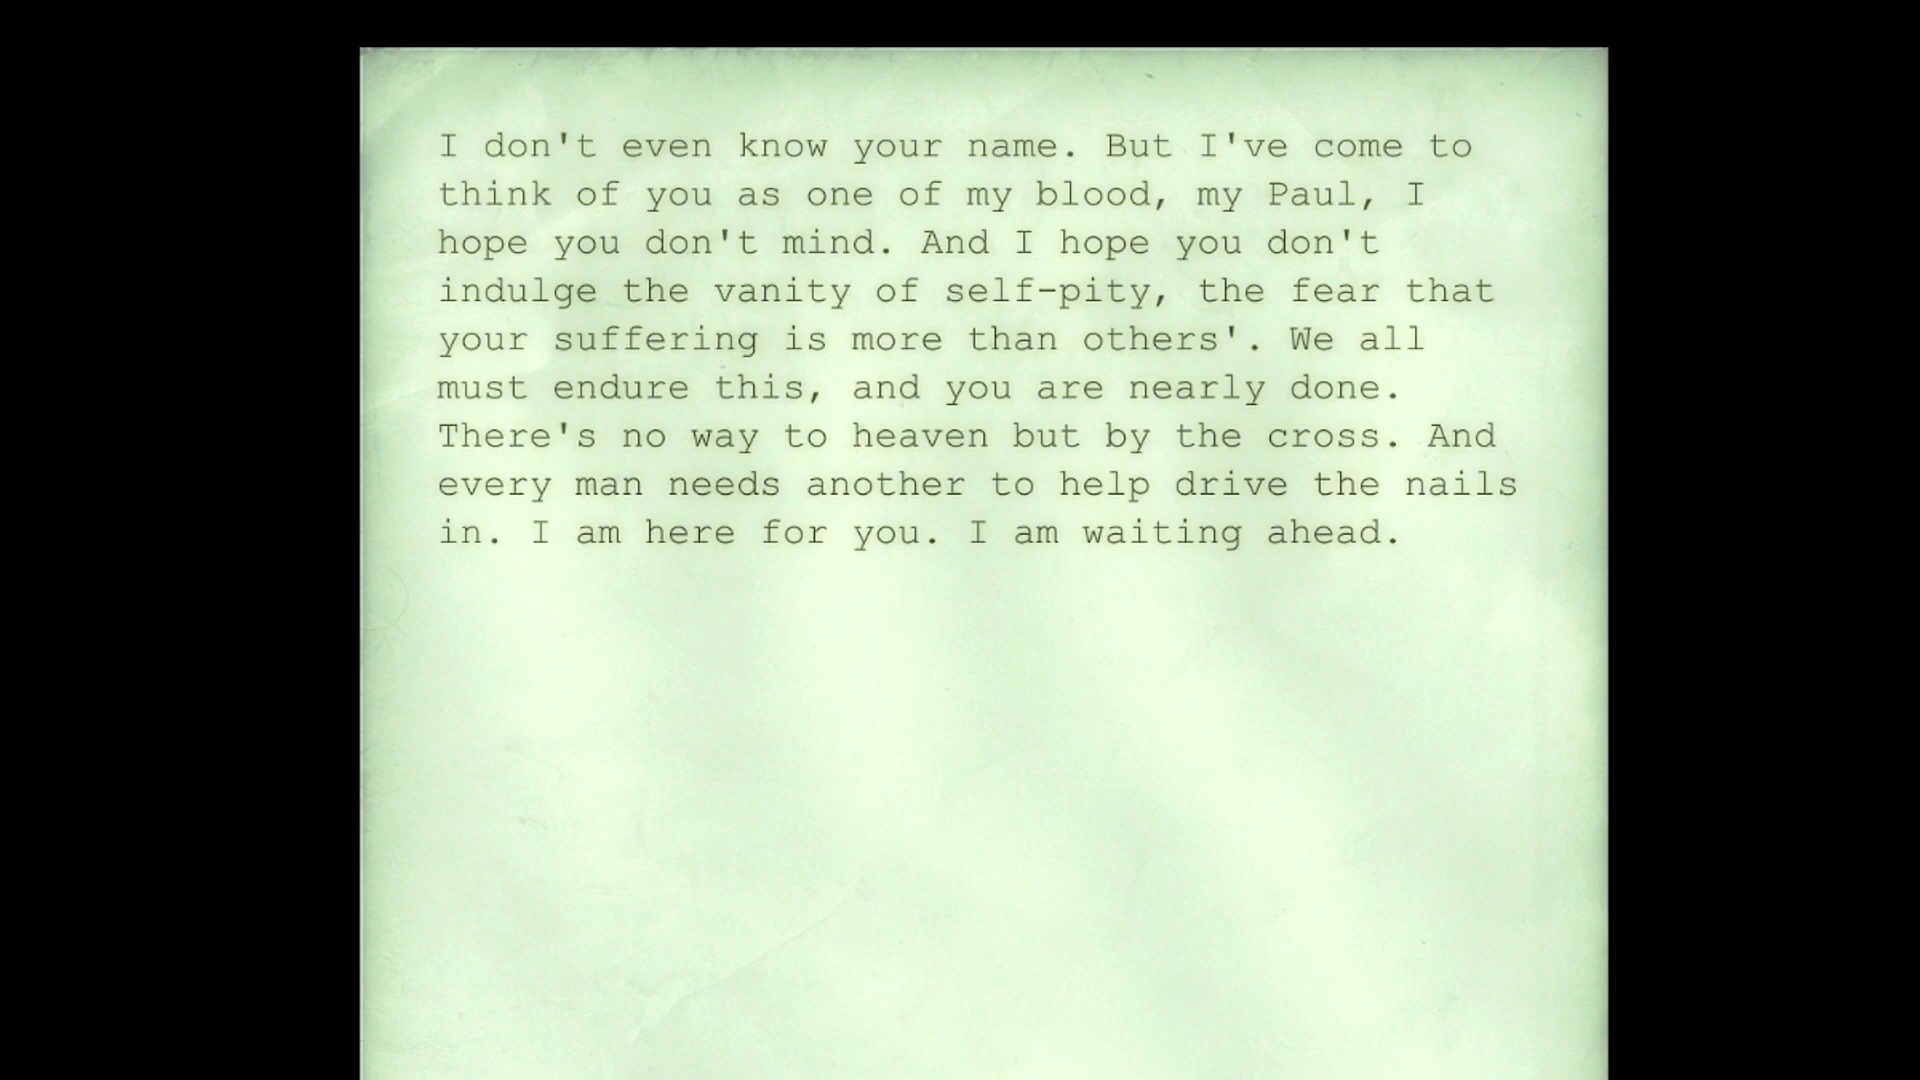 I don't even know your name. But I've come to
think of you as one of my blood, my Paul, I
hope you don't mind. And I hope you don't
indulge the vanity of self-pity, the fear that
your suffering is more than others'. We all
must endure this, and you are nearly done.
There's no way to heaven but by the cross. And
every man needs another to help drive the nails
in. I am here for you. I am waiting ahead.